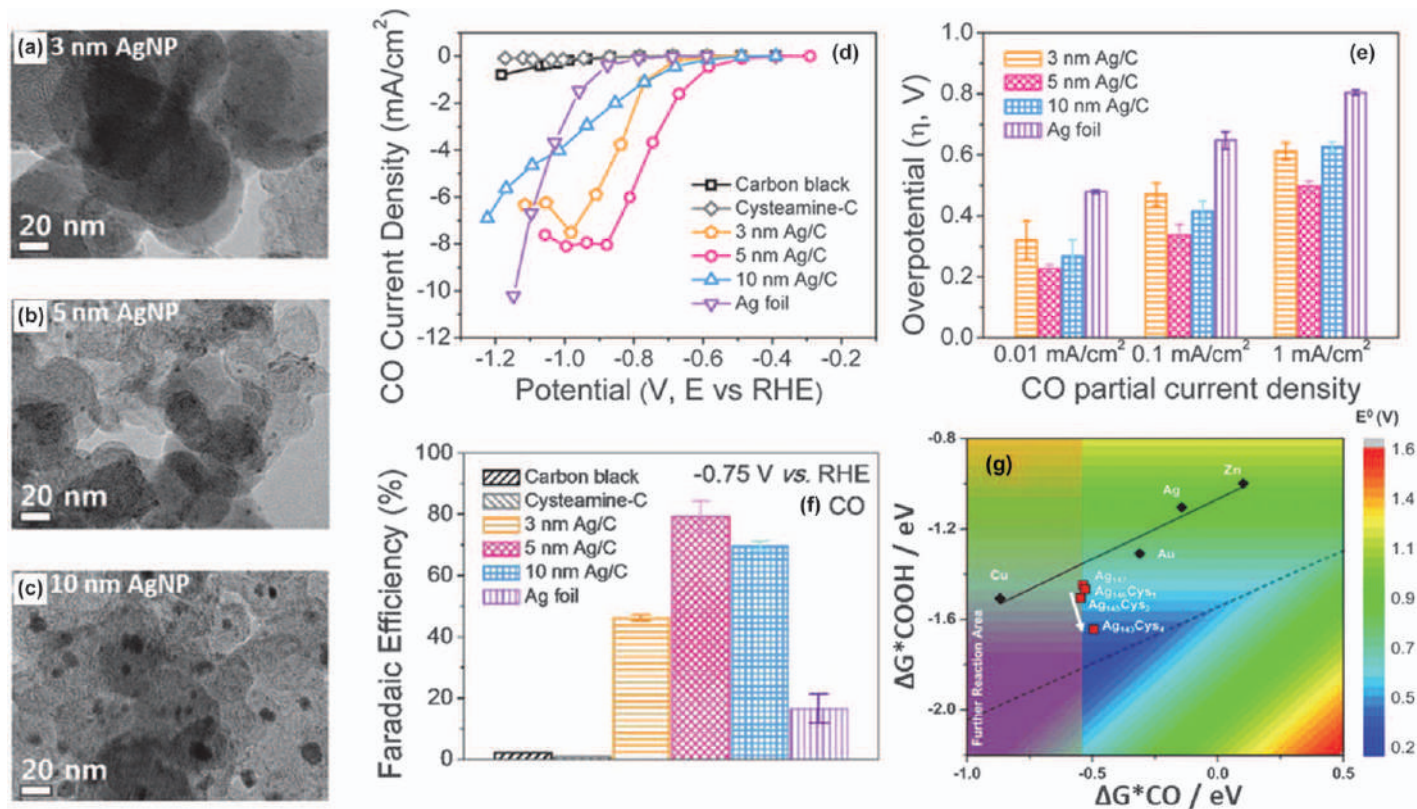 (a) 3 nm AgNP
20 nm
(b) 5 nm AgNP
20 nm
(c) 10 nm AgNP
20 nm
(d)
CO Current Density (mA/cm²)
0
-2
-4
-6
-8
-10
-12
-1.2
-1.0
-0.8
-0.6
-0.4
-0.2
Potential (V, E vs RHE)
Carbon black
Cysteamine-C
3 nm Ag/C
5 nm Ag/C
10 nm Ag/C
Ag foil
(e)
Overpotential (η, V)
1.0
0.8
0.6
0.4
0.2
0.0
3 nm Ag/C
5 nm Ag/C
10 nm Ag/C
Ag foil
0.01 mA/cm²
0.1 mA/cm²
1 mA/cm²
CO partial current density
Faradaic Efficiency (%)
100
80
60
40
20
0
Carbon black
Cysteamine-C
3 nm Ag/C
5 nm Ag/C
10 nm Ag/C
Ag foil
-0.75 V vs. RHE
(f) CO
(g)
ΔG*COOH / eV
-0.8
-1.2
-1.6
-2.0
Zn
Ag
Au
Cu
Ag₁₄₇
Ag₁₄₆Cys₁
Ag₁₄₅Cys₂
Ag₁₄₃Cys₄
Further Reaction Area
-1.0
-0.5
0.0
0.5
ΔG*CO / eV
E⁰ (V)
1.6
1.4
1.1
0.9
0.7
0.4
0.2